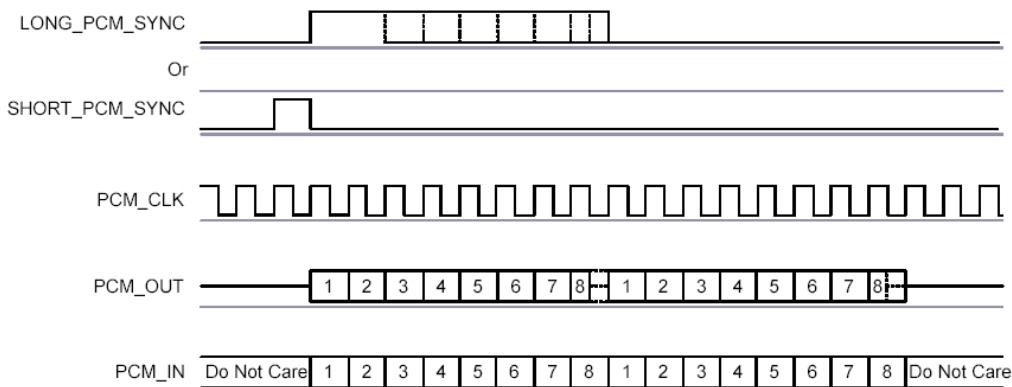 LONG_PCM_SYNC
Or
SHORT_PCM_SYNC
PCM_CLK
PCM_OUT 1 2 3 4 5 6 7 8 1 2 3 4 5 6 7 8
PCM_IN Do Not Care 1 2 3 4 5 6 7 8 1 2 3 4 5 6 7 8 Do Not Care